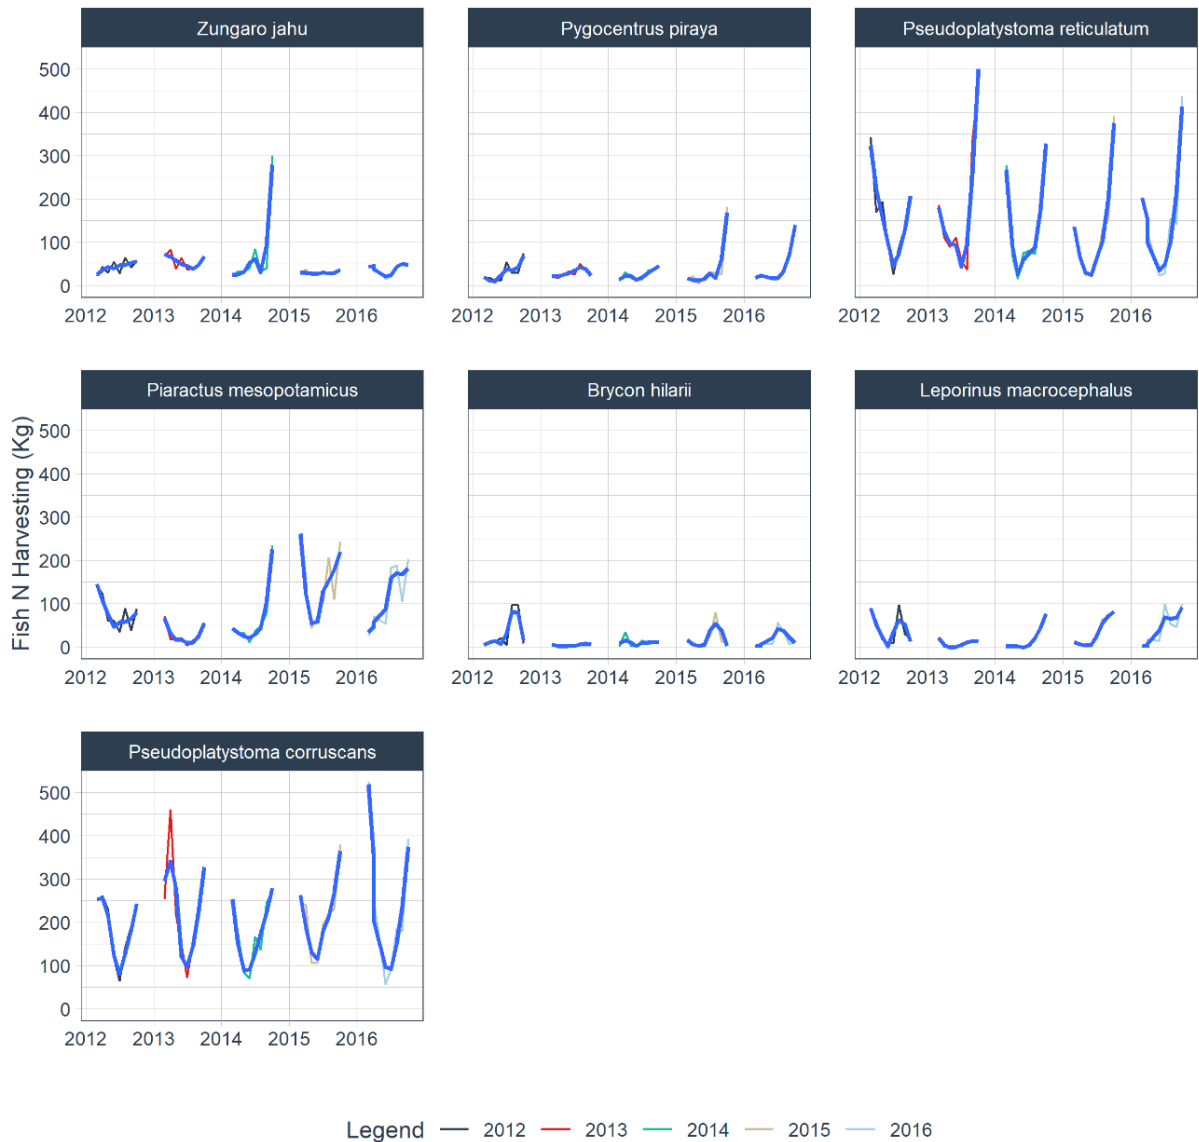 Zungaro jahu
Pygocentrus piraya
Pseudoplatystoma reticulatum
500
400
300
200
100
0
2012 2013 2014 2015 2016
2012 2013 2014 2015 2016
2012 2013 2014 2015 2016
Fish N Harvesting (Kg)
Piaractus mesopotamicus
Brycon hilarii
Leporinus macrocephalus
500
400
300
200
100
0
2012 2013 2014 2015 2016
2012 2013 2014 2015 2016
2012 2013 2014 2015 2016
Pseudoplatystoma corruscans
500
400
300
200
100
0
2012 2013 2014 2015 2016
Legend 2012 2013 2014 2015 2016